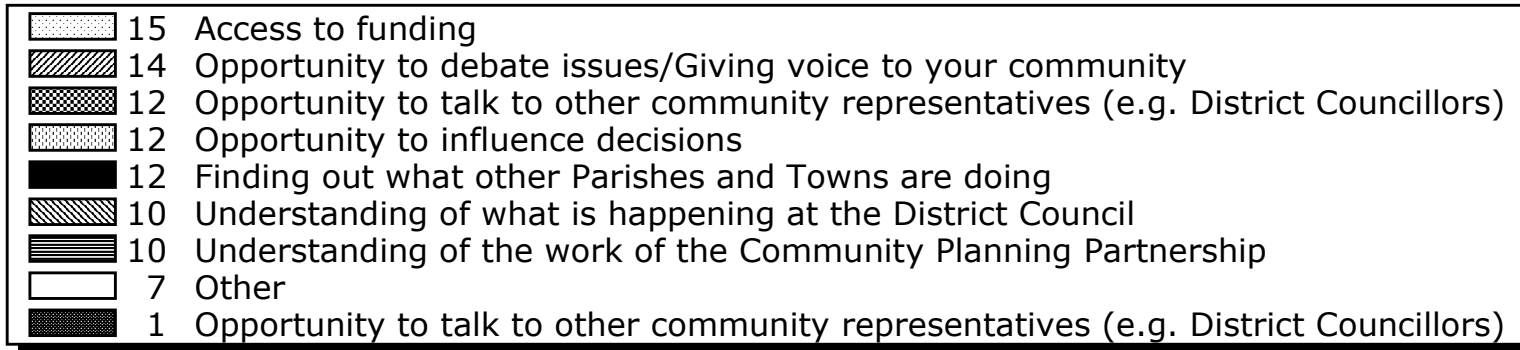 15 Access to funding
14 Opportunity to debate issues/Giving voice to your community
12 Opportunity to talk to other community representatives (e.g. District Councillors)
12 Opportunity to influence decisions
12 Finding out what other Parishes and Towns are doing
10 Understanding of what is happening at the District Council
10 Understanding of the work of the Community Planning Partnership
7 Other
1 Opportunity to talk to other community representatives (e.g. District Councillors)